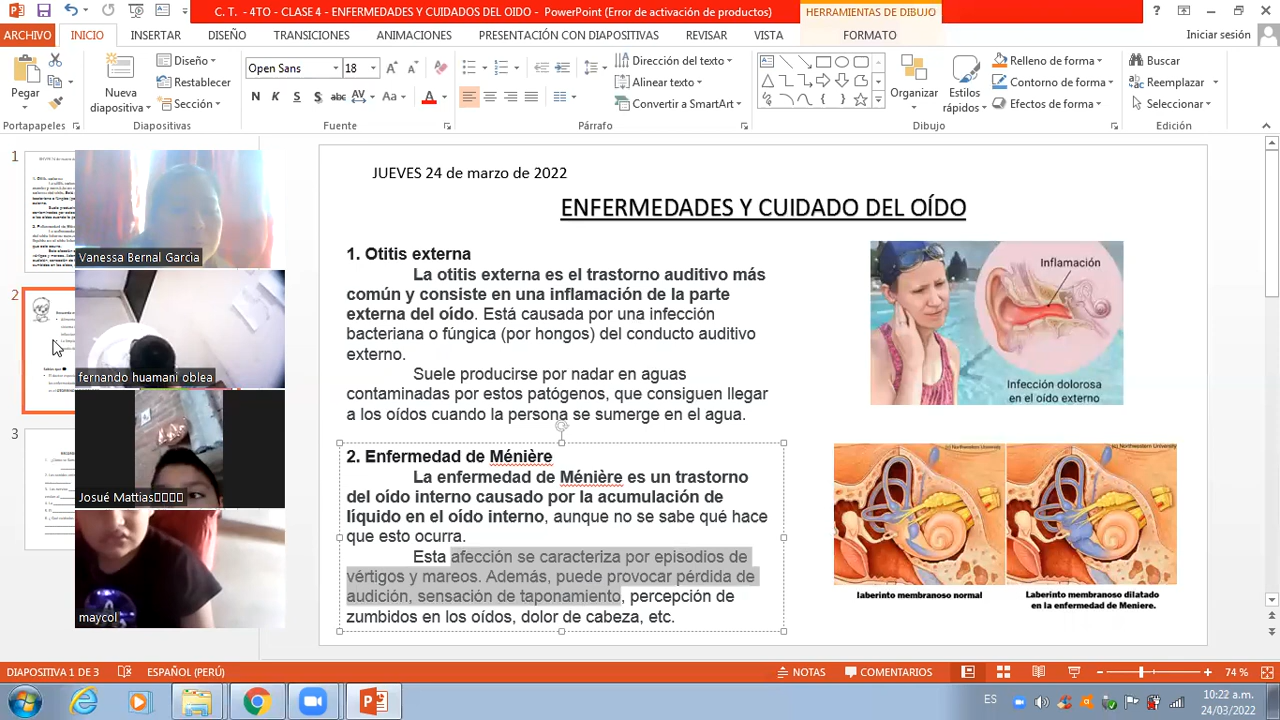 C. T. - 4TO - CLASE 4 - ENFERMEDADES Y CUIDADOS DEL OIDO - PowerPoint (Error de activación de productos)
HERRAMIENTAS DE DIBUJO
ARCHIVO INICIO INSERTAR DISEÑO TRANSICIONES ANIMACIONES PRESENTACIÓN CON DIAPOSITIVAS REVISAR VISTA FORMATO
Iniciar sesión
Pegar
Nueva
diapositiva
Diseño
Restablecer
Sección
Open Sans 18
N K S S abc AV Aa A
Dirección del texto
Alinear texto
Convertir a SmartArt
Organizar
Estilos
rápidos
Relleno de forma
Contorno de forma
Efectos de forma
Buscar
Reemplazar
Seleccionar
Portapapeles Diapositivas Fuente Párrafo Dibujo Edición
1
2
3
Vanessa Bernal Garcia
fernando huamani oblea
Josué Mattias
maycol
JUEVES 24 de marzo de 2022
ENFERMEDADES Y CUIDADO DEL OÍDO
1. Otitis externa
La otitis externa es el trastorno auditivo más
común y consiste en una inflamación de la parte
externa del oído. Está causada por una infección
bacteriana o fúngica (por hongos) del conducto auditivo
externo.
Suele producirse por nadar en aguas
contaminadas por estos patógenos, que consiguen llegar
a los oídos cuando la persona se sumerge en el agua.
Inflamación
Infección dolorosa
en el oído externo
2. Enfermedad de Ménière
La enfermedad de Ménière es un trastorno
del oído interno causado por la acumulación de
líquido en el oído interno, aunque no se sabe qué hace
que esto ocurra.
Esta afección se caracteriza por episodios de
vértigos y mareos. Además, puede provocar pérdida de
audición, sensación de taponamiento, percepción de
zumbidos en los oídos, dolor de cabeza, etc.
(c) Northwestern University
(c) Northwestern University
laberinto membranoso normal
Laberinto membranoso dilatado
en la enfermedad de Meniere.
DIAPOSITIVA 1 DE 3 ESPAÑOL (PERÚ) NOTAS COMENTARIOS 74 %
ES
10:22 a.m.
24/03/2022